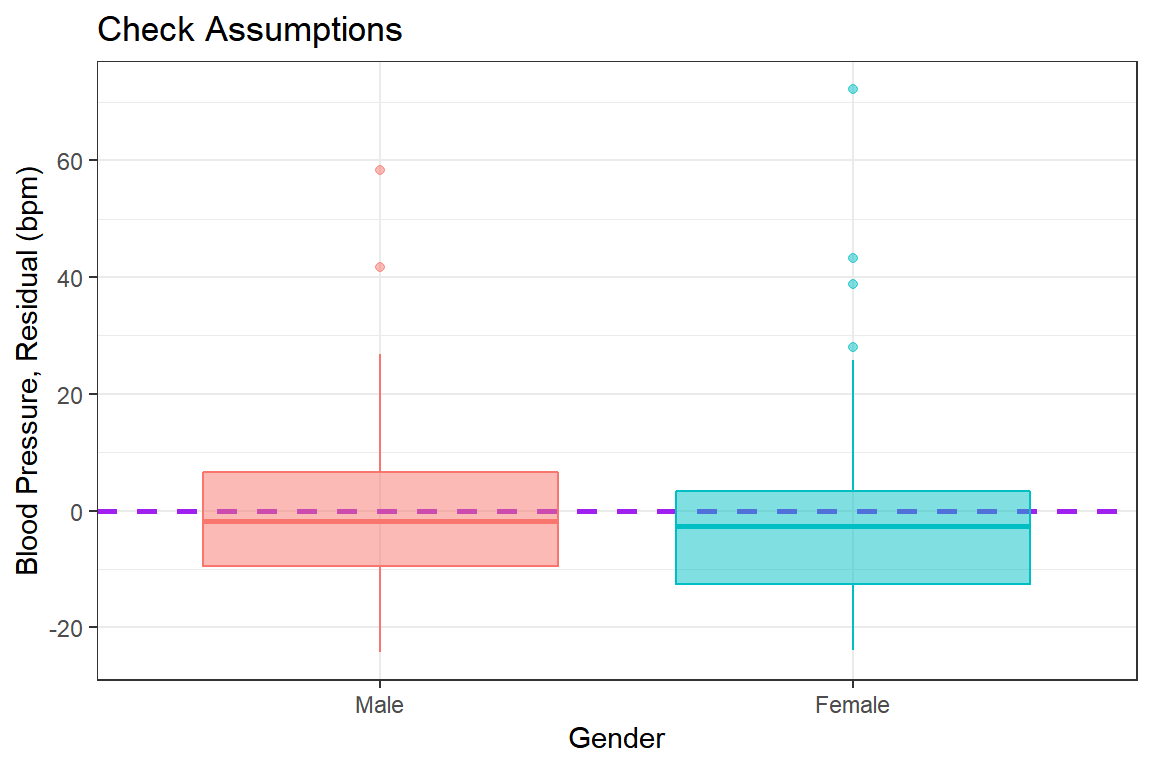 Check Assumptions
Blood Pressure, Residual (bpm)
60
40
20
0
-20
Male Female
Gender